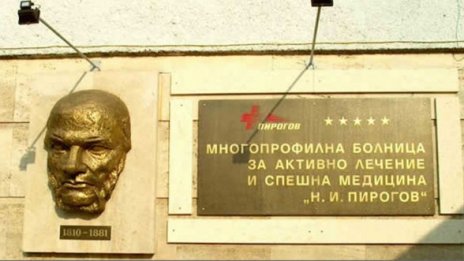 ПИРОГОВ
МНОГОПРОФИЛНА БОЛНИЦА
ЗА АКТИВНО ЛЕЧЕНИЕ
И СПЕШНА МЕДИЦИНА
„Н. И. ПИРОГОВ"
1810-1881